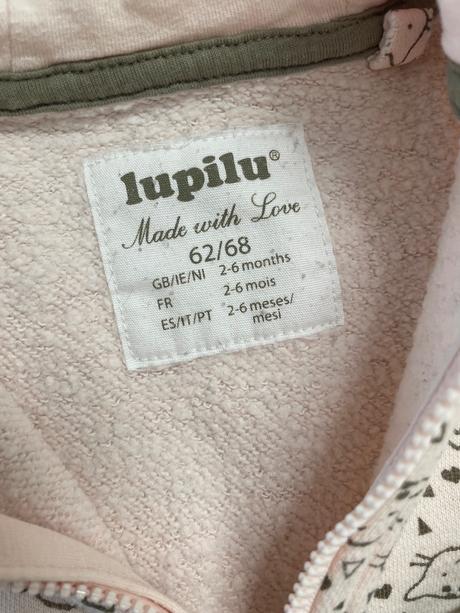 lupilu®
Made with Love
62/68
GB/IE/NI 2-6 months
FR 2-6 mois
ES/IT/PT 2-6 meses/
mesi